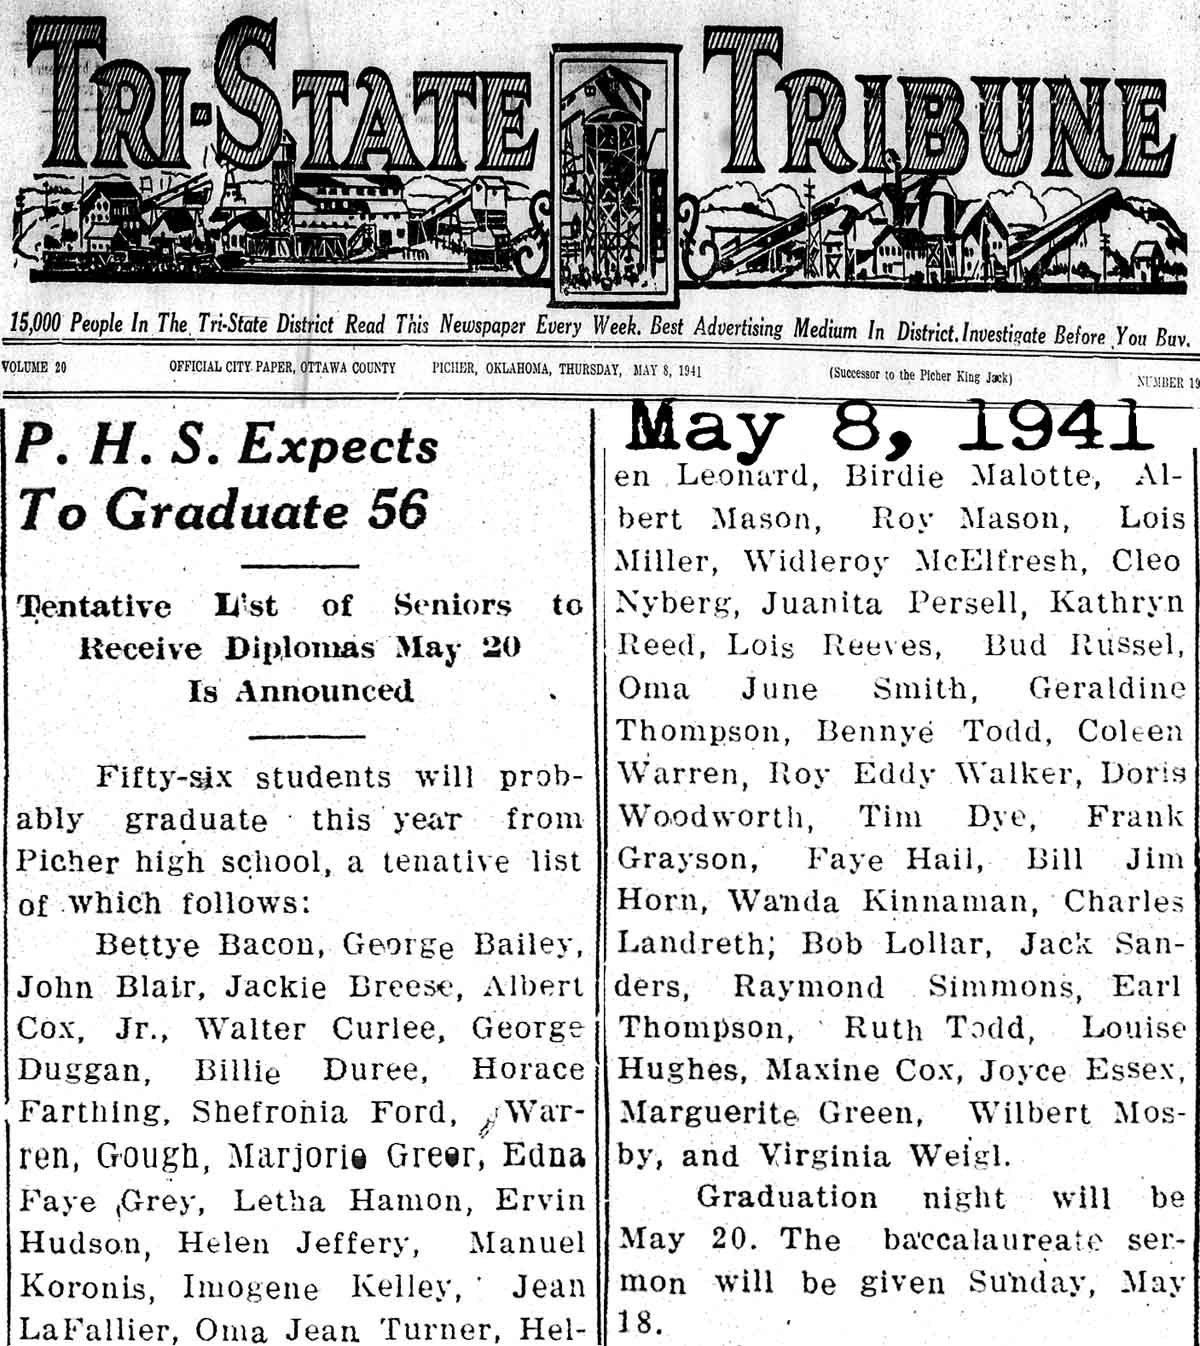 TRI-STATE TRIBUNE
15,000 People In The Tri-State District Read This Newspaper Every Week. Best Advertising Medium In District. Investigate Before You Buy.
VOLUME 20 OFFICIAL CITY PAPER, OTTAWA COUNTY PICHER, OKLAHOMA, THURSDAY, MAY 8, 1941 (Successor to the Picher King Jack) NUMBER 19
P. H. S. Expects
To Graduate 56
Tentative List of Seniors to
Receive Diplomas May 20
Is Announced
Fifty-six students will prob-
ably graduate this year from
Picher high school, a tenative list
of which follows:
Bettye Bacon, George Bailey,
John Blair, Jackie Breese, Albert
Cox, Jr., Walter Curlee, George
Duggan, Billie Duree, Horace
Farthing, Shefronia Ford, War-
ren, Gough, Marjorie Greer, Edna
Faye Grey, Letha Hamon, Ervin
Hudson, Helen Jeffery, Manuel
Koronis, Imogene Kelley, Jean
LaFallier, Oma Jean Turner, Hel-
May 8, 1941
en Leonard, Birdie Malotte, Al-
bert Mason, Roy Mason, Lois
Miller, Widleroy McElfresh, Cleo
Nyberg, Juanita Persell, Kathryn
Reed, Lois Reeves, Bud Russel,
Oma June Smith, Geraldine
Thompson, Bennye Todd, Coleen
Warren, Roy Eddy Walker, Doris
Woodworth, Tim Dye, Frank
Grayson, Faye Hail, Bill Jim
Horn, Wanda Kinnaman, Charles
Landreth; Bob Lollar, Jack San-
ders, Raymond Simmons, Earl
Thompson, Ruth Todd, Louise
Hughes, Maxine Cox, Joyce Essex,
Marguerite Green, Wilbert Mos-
by, and Virginia Weigl.
Graduation night will be
May 20. The baccalaureate ser-
mon will be given Sunday, May
18.